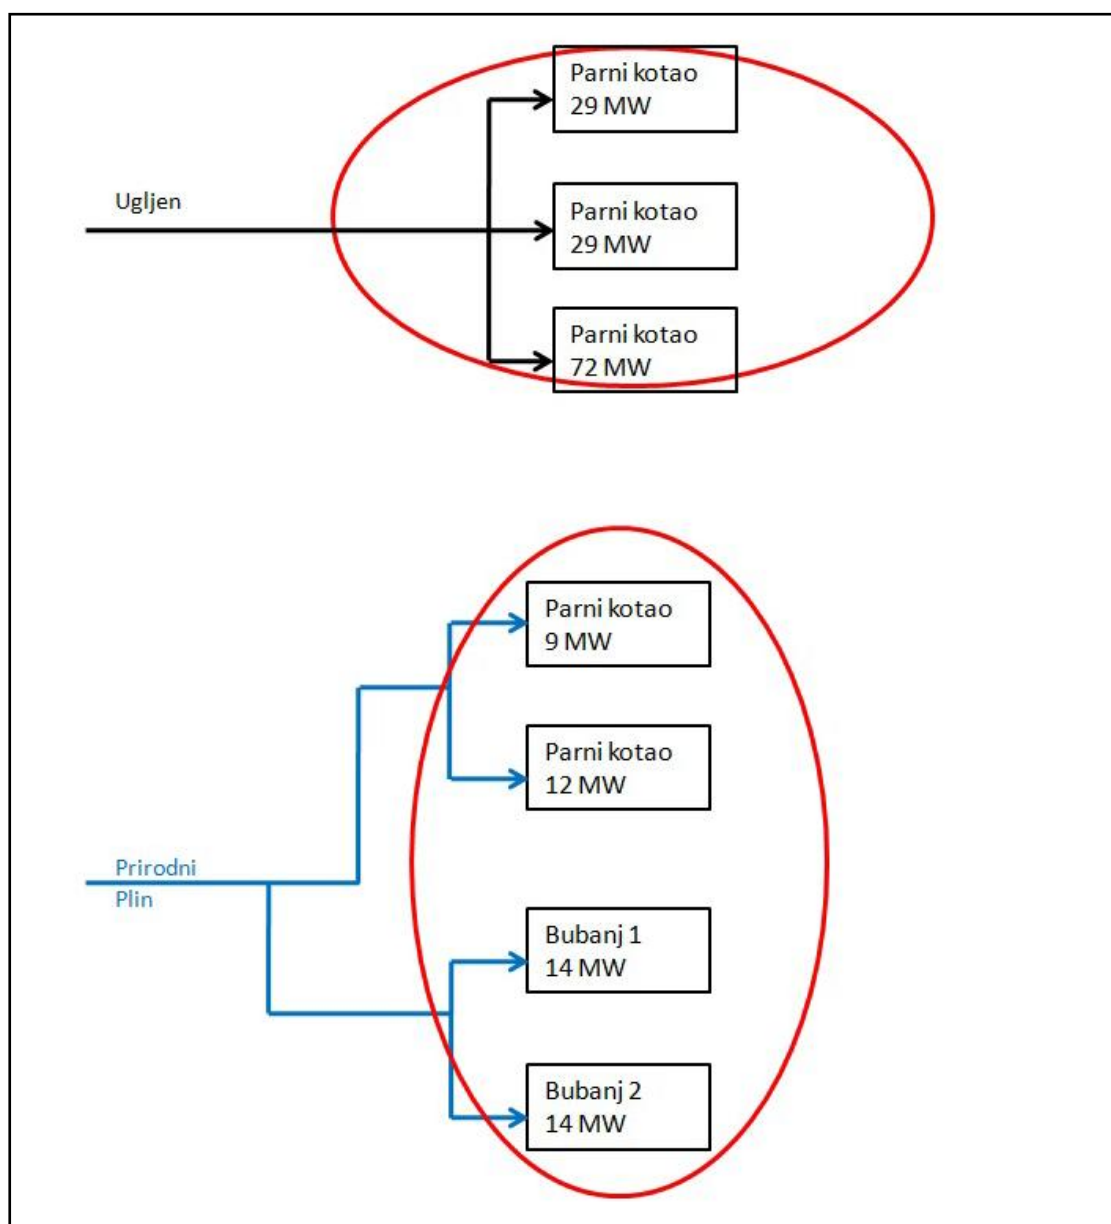 Parni kotao
29 MW
Ugljen
Parni kotao
29 MW
Parni kotao
72 MW
Parni kotao
9 MW
Parni kotao
12 MW
Prirodni
Plin
Bubanj 1
14 MW
Bubanj 2
14 MW